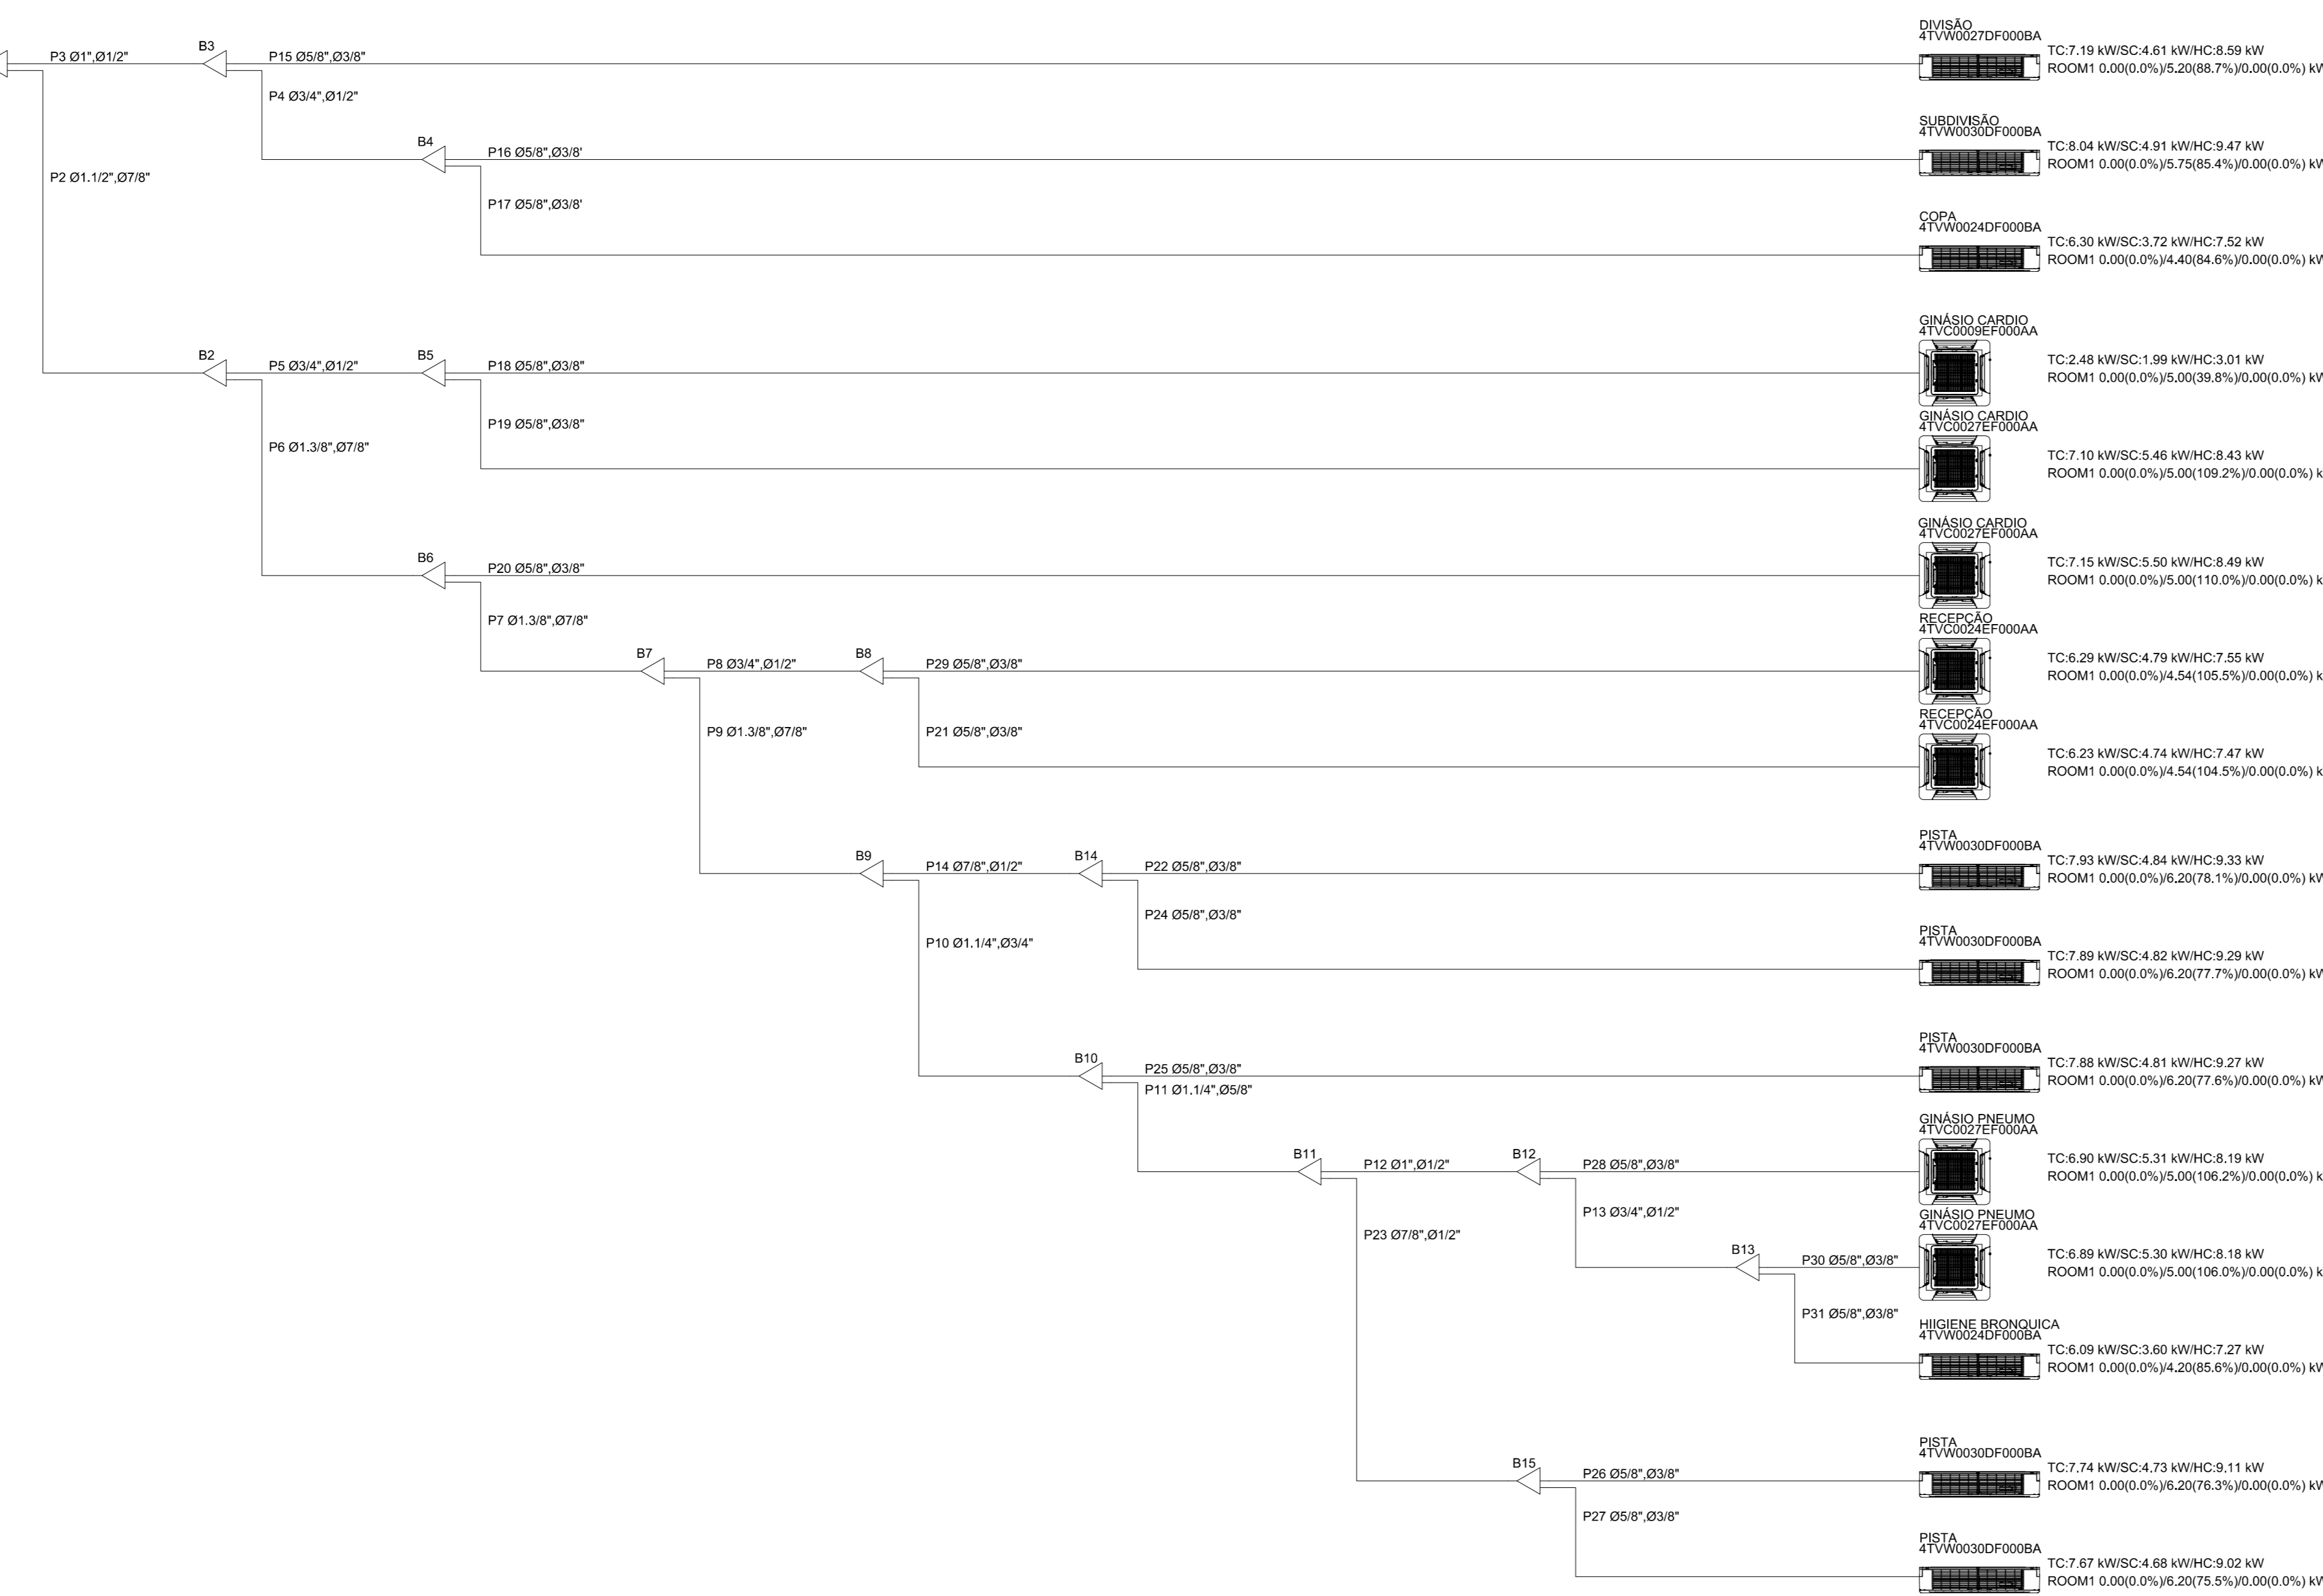 DIVISÃO
4TVW0027DF000BA
B3
P3 Ø1",Ø1/2"
P15 Ø5/8",Ø3/8"
TC:7.19 kW/SC:4.61 kW/HC:8.59 kW
ROOM1 0.00(0.0%)/5.20(88.7%)/0.00(0.0%) kW
P4 Ø3/4",Ø1/2"
SUBDIVISÃO
4TVW0030DF000BA
B4
P16 Ø5/8",Ø3/8'
TC:8.04 kW/SC:4.91 kW/HC:9.47 kW
ROOM1 0.00(0.0%)/5.75(85.4%)/0.00(0.0%) kW
P2 Ø1.1/2",Ø7/8"
P17 Ø5/8",Ø3/8'
COPA
4TVW0024DF000BA
TC:6.30 kW/SC:3.72 kW/HC:7.52 kW
ROOM1 0.00(0.0%)/4.40(84.6%)/0.00(0.0%) kW
GINÁSIO CARDIO
4TVC0009EF000AA
B2
P5 Ø3/4",Ø1/2"
B5
P18 Ø5/8",Ø3/8"
TC:2.48 kW/SC:1.99 kW/HC:3.01 kW
ROOM1 0.00(0.0%)/5.00(39.8%)/0.00(0.0%) kW
GINÁSIO CARDIO
4TVC0027EF000AA
P19 Ø5/8",Ø3/8"
P6 Ø1.3/8",Ø7/8"
TC:7.10 kW/SC:5.46 kW/HC:8.43 kW
ROOM1 0.00(0.0%)/5.00(109.2%)/0.00(0.0%) k
GINÁSIO CARDIO
4TVC0027EF000AA
B6
P20 Ø5/8",Ø3/8"
TC:7.15 kW/SC:5.50 kW/HC:8.49 kW
ROOM1 0.00(0.0%)/5.00(110.0%)/0.00(0.0%) k
P7 Ø1.3/8",Ø7/8"
RECEPÇÃO
4TVC0024EF000AA
B7
P8 Ø3/4",Ø1/2"
B8
P29 Ø5/8",Ø3/8"
TC:6.29 kW/SC:4.79 kW/HC:7.55 kW
ROOM1 0.00(0.0%)/4.54(105.5%)/0.00(0.0%) k
RECEPÇÃO
4TVC0024EF000AA
P9 Ø1.3/8",Ø7/8"
P21 Ø5/8",Ø3/8"
TC:6.23 kW/SC:4.74 kW/HC:7.47 kW
ROOM1 0.00(0.0%)/4.54(104.5%)/0.00(0.0%) k
PISTA
4TVW0030DF000BA
B9
P14 Ø7/8",Ø1/2"
B14
P22 Ø5/8",Ø3/8"
TC:7.93 kW/SC:4.84 kW/HC:9.33 kW
ROOM1 0.00(0.0%)/6.20(78.1%)/0.00(0.0%) kW
P24 Ø5/8",Ø3/8"
P10 Ø1.1/4",Ø3/4"
PISTA
4TVW0030DF000BA
TC:7.89 kW/SC:4.82 kW/HC:9.29 kW
ROOM1 0.00(0.0%)/6.20(77.7%)/0.00(0.0%) kW
PISTA
4TVW0030DF000BA
B10
P25 Ø5/8",Ø3/8"
TC:7.88 kW/SC:4.81 kW/HC:9.27 kW
ROOM1 0.00(0.0%)/6.20(77.6%)/0.00(0.0%) kW
P11 Ø1.1/4",Ø5/8"
GINÁSIO PNEUMO
4TVC0027EF000AA
B11
P12 Ø1",Ø1/2"
B12
P28 Ø5/8",Ø3/8"
TC:6.90 kW/SC:5.31 kW/HC:8.19 kW
ROOM1 0.00(0.0%)/5.00(106.2%)/0.00(0.0%) k
P13 Ø3/4",Ø1/2"
GINÁSIO PNEUMO
4TVC0027EF000AA
P23 Ø7/8",Ø1/2"
B13
P30 Ø5/8",Ø3/8"
TC:6.89 kW/SC:5.30 kW/HC:8.18 kW
ROOM1 0.00(0.0%)/5.00(106.0%)/0.00(0.0%) k
P31 Ø5/8",Ø3/8"
HIIGIENE BRONQUICA
4TVW0024DF000BA
TC:6.09 kW/SC:3.60 kW/HC:7.27 kW
ROOM1 0.00(0.0%)/4.20(85.6%)/0.00(0.0%) kW
PISTA
4TVW0030DF000BA
B15
P26 Ø5/8",Ø3/8"
TC:7.74 kW/SC:4.73 kW/HC:9.11 kW
ROOM1 0.00(0.0%)/6.20(76.3%)/0.00(0.0%) kW
P27 Ø5/8",Ø3/8"
PISTA
4TVW0030DF000BA
TC:7.67 kW/SC:4.68 kW/HC:9.02 kW
ROOM1 0.00(0.0%)/6.20(75.5%)/0.00(0.0%) kW